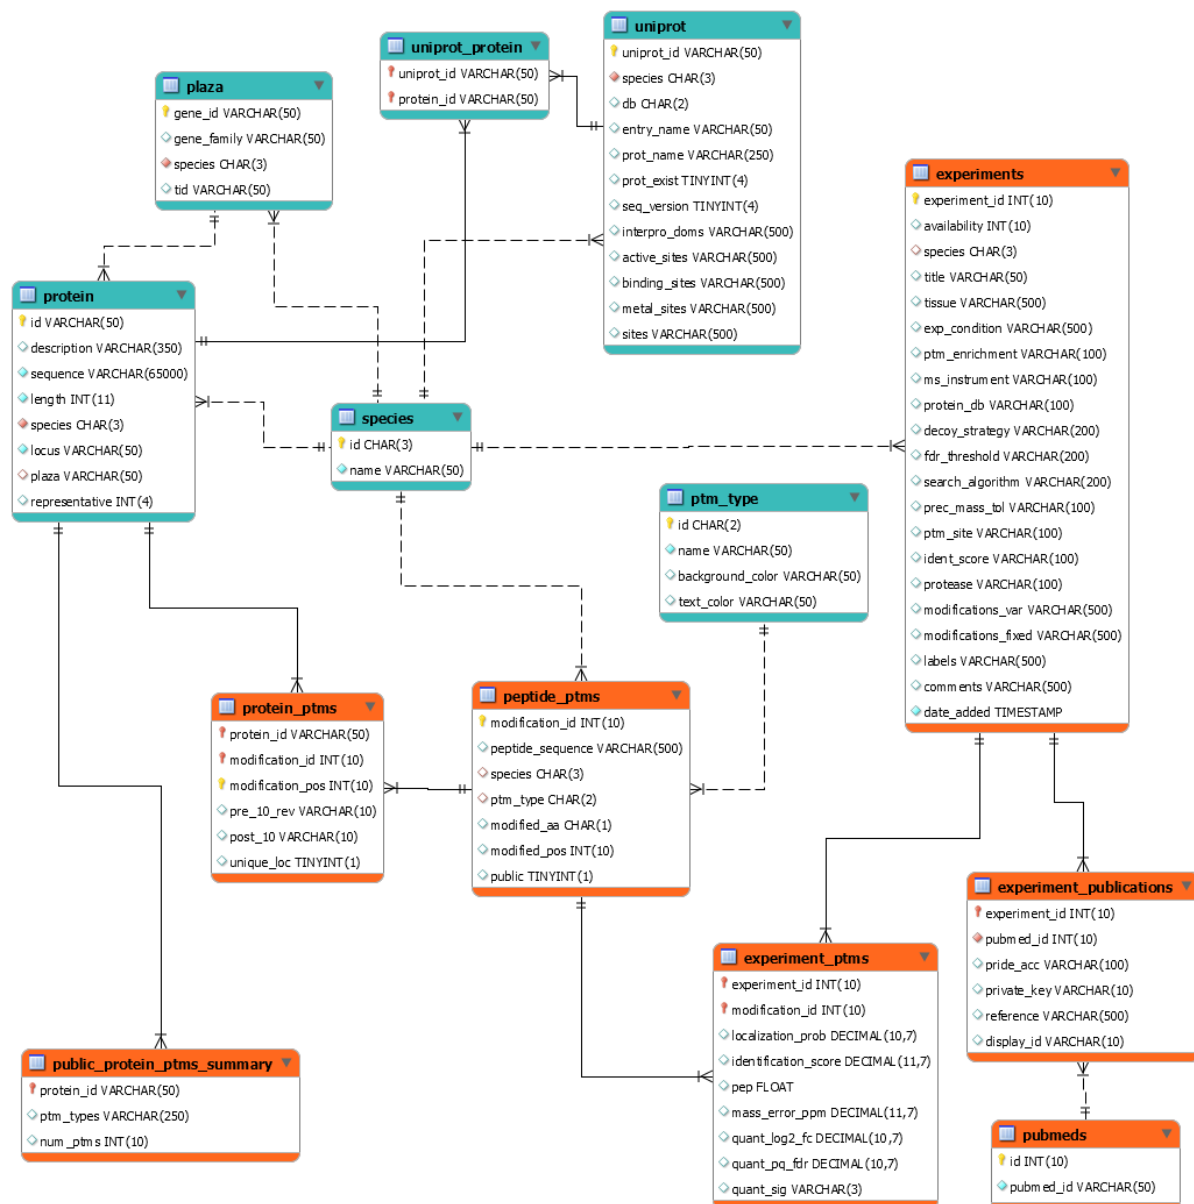 uniprot
uniprot_id VARCHAR(50)
species CHAR(3)
db CHAR(2)
entry_name VARCHAR(50)
prot_name VARCHAR(250)
prot_exist TINYINT(4)
seq_version TINYINT(4)
interpro_doms VARCHAR(500)
active_sites VARCHAR(500)
binding_sites VARCHAR(500)
metal_sites VARCHAR(500)
sites VARCHAR(500)
uniprot_protein
uniprot_id VARCHAR(50)
protein_id VARCHAR(50)
plaza
gene_id VARCHAR(50)
gene_family VARCHAR(50)
species CHAR(3)
tid VARCHAR(50)
experiments
experiment_id INT(10)
availability INT(10)
species CHAR(3)
title VARCHAR(50)
tissue VARCHAR(500)
exp_condition VARCHAR(500)
ptm_enrichment VARCHAR(100)
ms_instrument VARCHAR(100)
protein_db VARCHAR(100)
decoy_strategy VARCHAR(200)
fdr_threshold VARCHAR(200)
search_algorithm VARCHAR(200)
prec_mass_tol VARCHAR(100)
ptm_site VARCHAR(100)
ident_score VARCHAR(100)
protease VARCHAR(100)
modifications_var VARCHAR(500)
modifications_fixed VARCHAR(500)
labels VARCHAR(500)
comments VARCHAR(500)
date_added TIMESTAMP
protein
id VARCHAR(50)
description VARCHAR(350)
sequence VARCHAR(65000)
length INT(11)
species CHAR(3)
locus VARCHAR(50)
plaza VARCHAR(50)
representative INT(4)
species
id CHAR(3)
name VARCHAR(50)
ptm_type
id CHAR(2)
name VARCHAR(50)
background_color VARCHAR(50)
text_color VARCHAR(50)
protein_ptms
protein_id VARCHAR(50)
modification_id INT(10)
modification_pos INT(10)
pre_10_rev VARCHAR(10)
post_10 VARCHAR(10)
unique_loc TINYINT(1)
peptide_ptms
modification_id INT(10)
peptide_sequence VARCHAR(500)
species CHAR(3)
ptm_type CHAR(2)
modified_aa CHAR(1)
modified_pos INT(10)
public TINYINT(1)
experiment_publications
experiment_id INT(10)
pubmed_id INT(10)
pride_acc VARCHAR(100)
private_key VARCHAR(10)
reference VARCHAR(500)
display_id VARCHAR(10)
experiment_ptms
experiment_id INT(10)
modification_id INT(10)
localization_prob DECIMAL(10,7)
identification_score DECIMAL(11,7)
pep FLOAT
mass_error_ppm DECIMAL(11,7)
quant_log2_fc DECIMAL(10,7)
quant_pq_fdr DECIMAL(10,7)
quant_sig VARCHAR(3)
public_protein_ptms_summary
protein_id VARCHAR(50)
ptm_types VARCHAR(250)
num_ptms INT(10)
pubmeds
id INT(10)
pubmed_id VARCHAR(50)